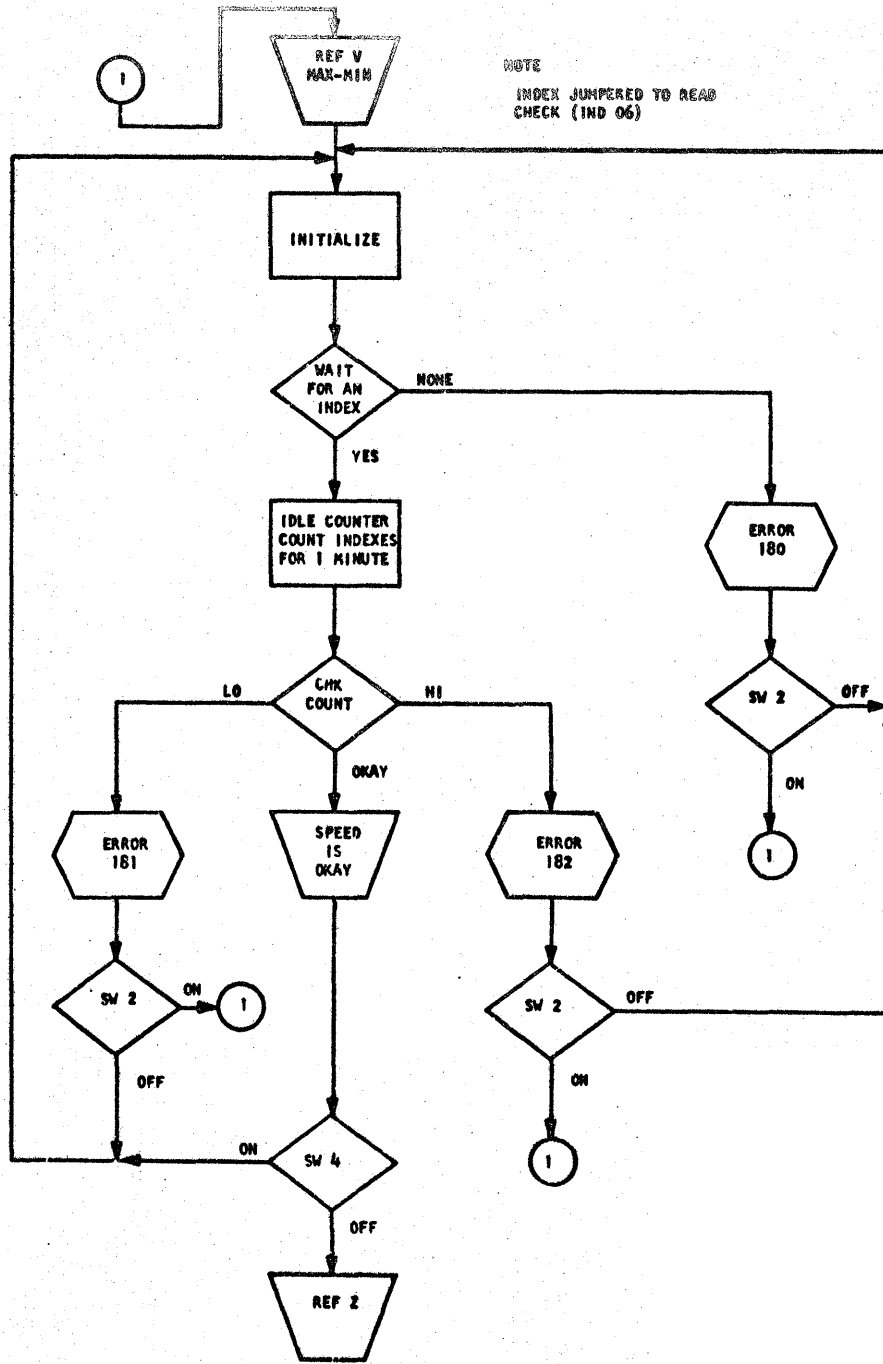 1
REF V
MAX-MIN
NOTE
INDEX JUMPERED TO READ
CHECK (IND 06)
INITIALIZE
WAIT
FOR AN
INDEX
NONE
YES
IDLE COUNTER
COUNT INDEXES
FOR 1 MINUTE
ERROR
180
CHK
COUNT
LO
HI
OKAY
SW 2
OFF
ON
1
ERROR
181
SPEED
IS
OKAY
ERROR
182
SW 2
ON
1
OFF
SW 2
OFF
ON
1
SW 4
ON
OFF
REF 2